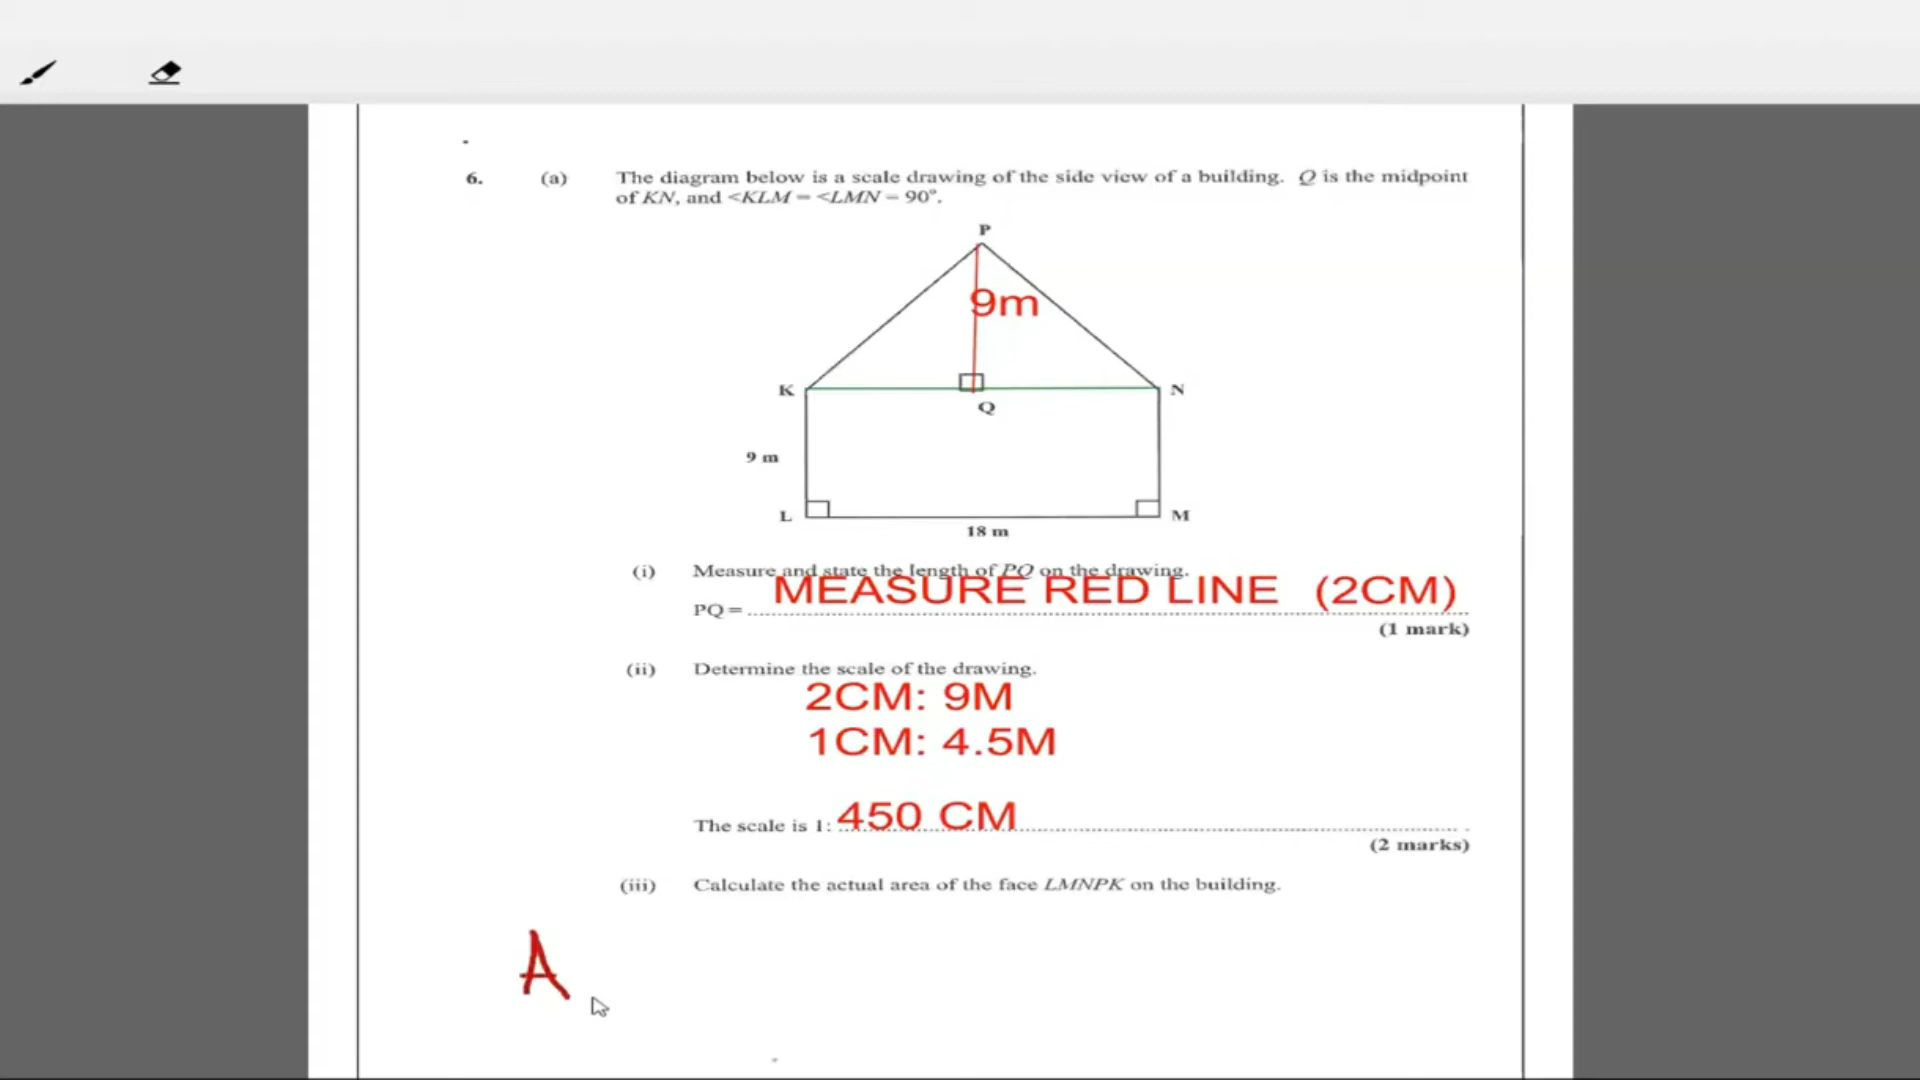 6. (a) The diagram below is a scale drawing of the side view of a building. Q is the midpoint
of KN, and <KLM = <LMN = 90°.
P
9m
K
N
Q
9 m
L
M
18 m
(i) Measure and state the length of PQ on the drawing.
MEASURE RED LINE (2CM)
PQ =
(1 mark)
(ii) Determine the scale of the drawing.
2CM: 9M
1CM: 4.5M
The scale is 1: 450 CM
(2 marks)
(iii) Calculate the actual area of the face LMNPK on the building.
A